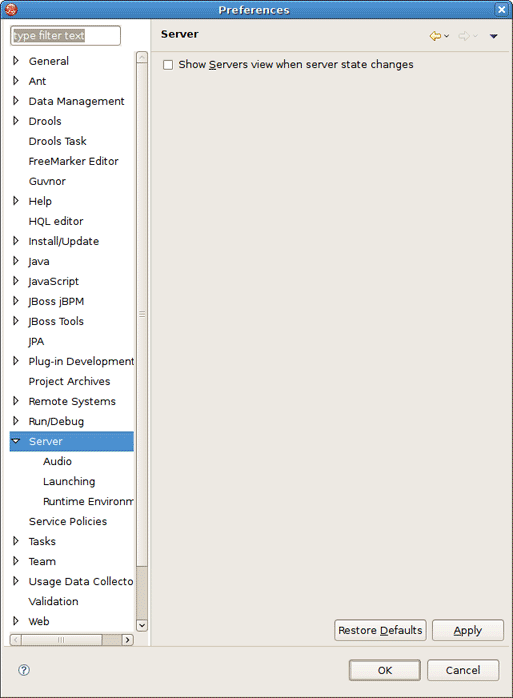 Preferences
type filter text
Server
Show Servers view when server state changes
General
Ant
Data Management
Drools
Drools Task
FreeMarker Editor
Guvnor
Help
HQL editor
Install/Update
Java
JavaScript
JBoss jBPM
JBoss Tools
JPA
Plug-in Development
Project Archives
Remote Systems
Run/Debug
Server
Audio
Launching
Runtime Environm
Service Policies
Tasks
Team
Usage Data Collecto
Validation
Web
Restore Defaults
Apply
?
OK
Cancel